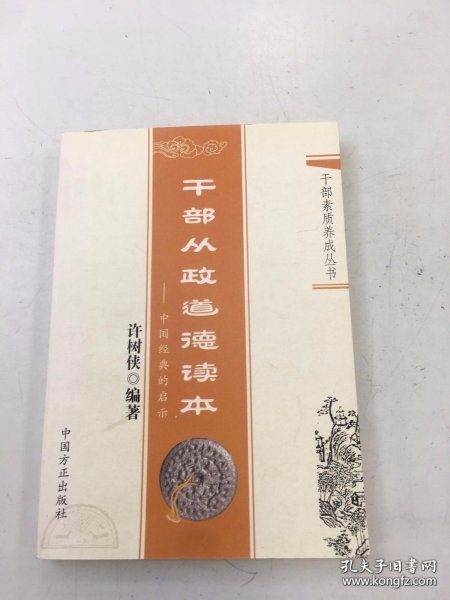 干部素质养成丛书
干部从政道德读本
——中国经典的启示
许树侠◎编著
中国方正出版社
孔夫子旧书网
www.kongfz.com